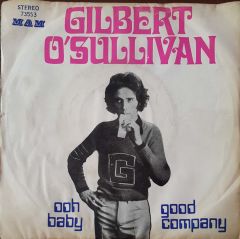 STEREO
73553
MAM
GILBERT
O'SULLIVAN
G
ooh
baby
good
company